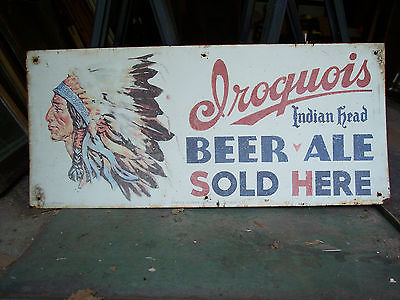 Iroquois
Indian Head
BEER ALE
SOLD HERE